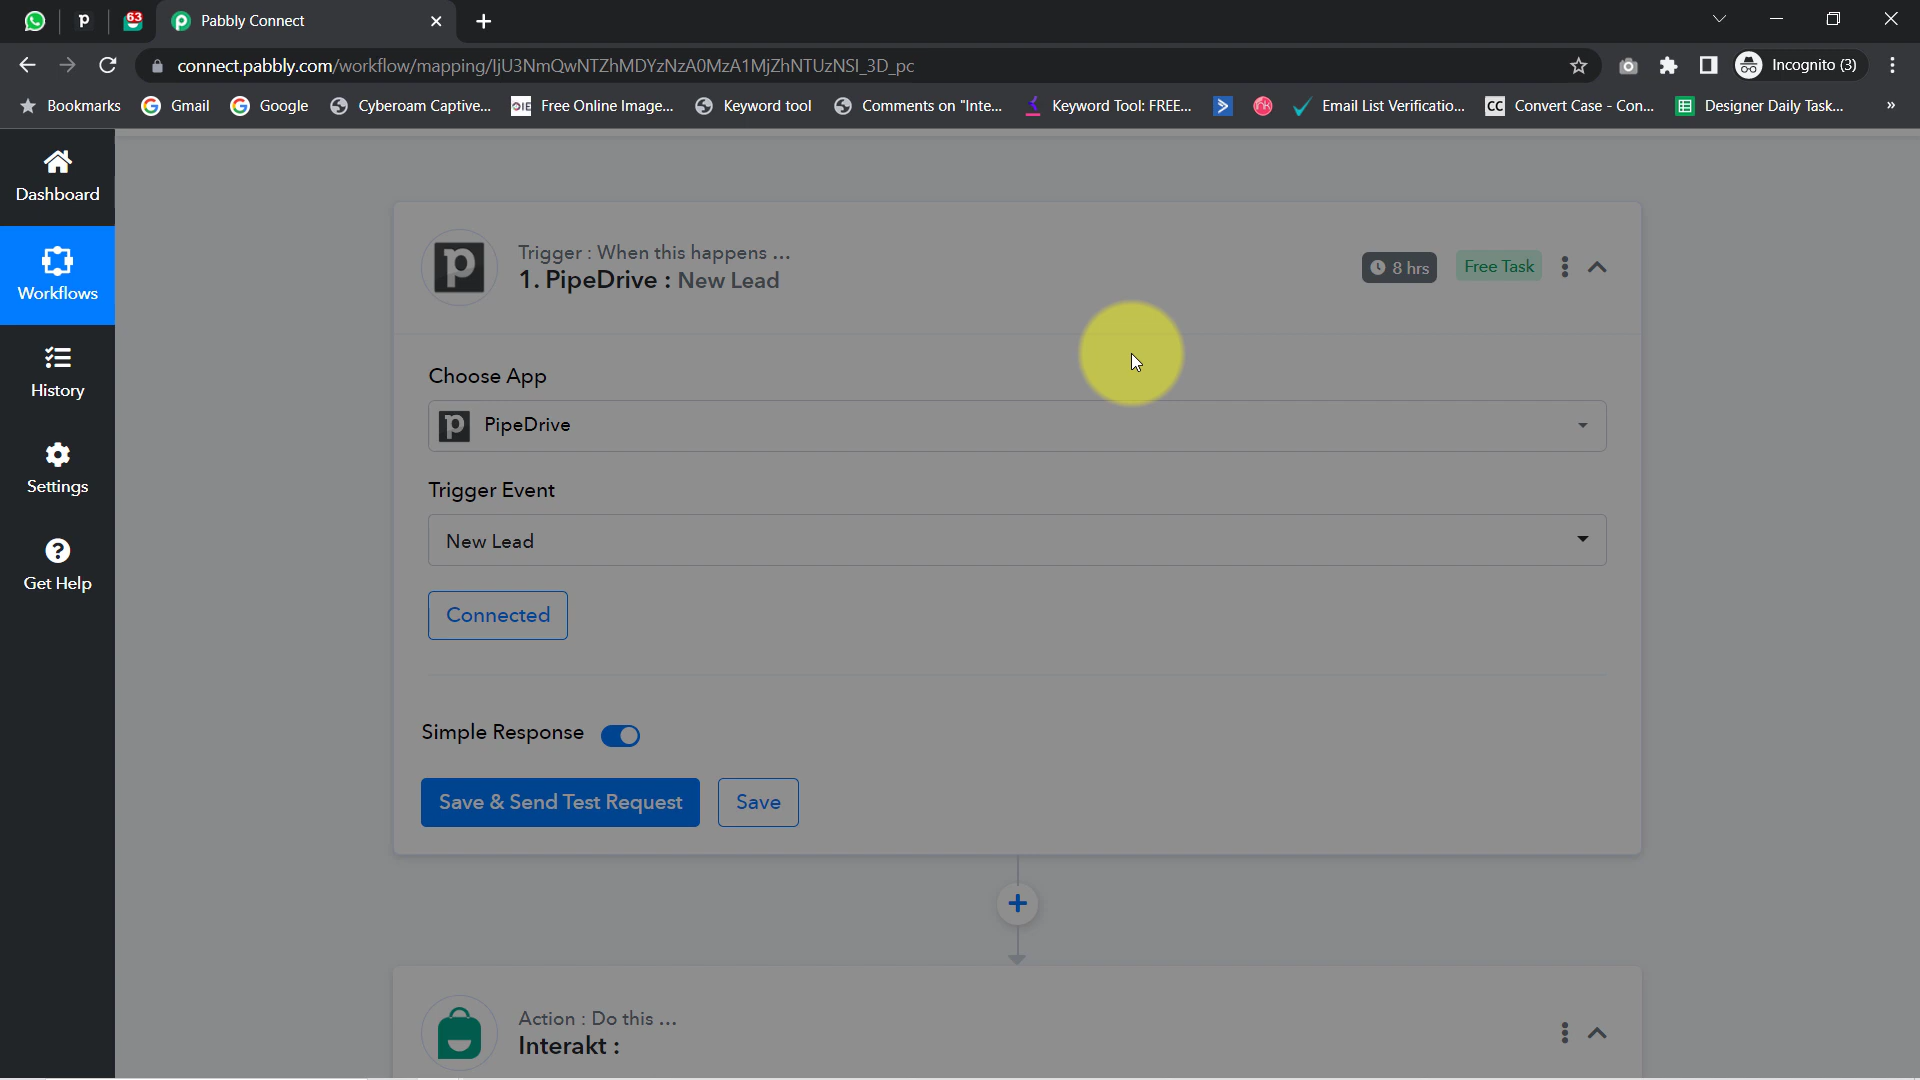 63
Pabbly Connect
connect.pabbly.com/workflow/mapping/IjU3NmQwNTZhMDYzNzA0MzA1MjZhNTUzNSI_3D_pc
Incognito (3)
Bookmarks
Gmail
Google
Cyberoam Captive...
OIE Free Online Image...
Keyword tool
Comments on "Inte...
Keyword Tool: FREE...
Email List Verificatio...
CC Convert Case - Con...
Designer Daily Task...
»
Dashboard
Workflows
History
Settings
Get Help
Trigger : When this happens ...
1. PipeDrive : New Lead
8 hrs
Free Task
Choose App
PipeDrive
Trigger Event
New Lead
Connected
Simple Response
Save & Send Test Request
Save
Action : Do this ...
Interakt :